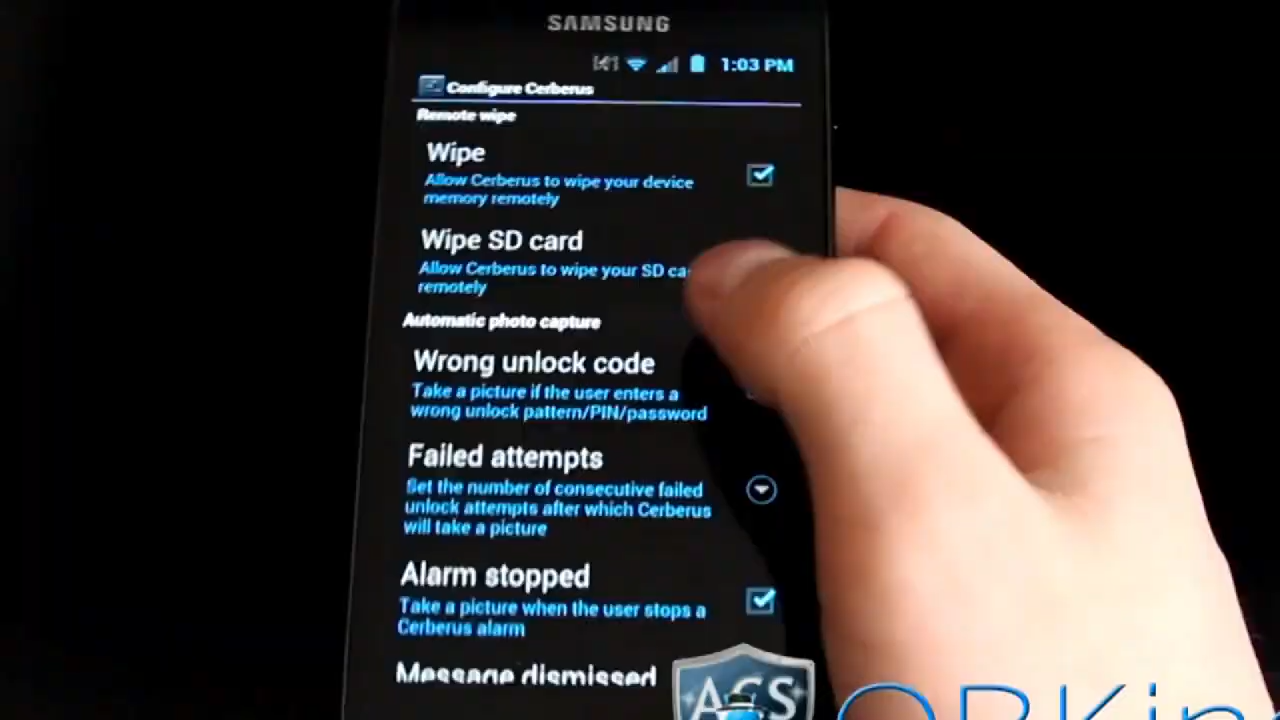 SAMSUNG
1:03 PM
Configure Cerberus
Remote wipe
Wipe
Allow Cerberus to wipe your device
memory remotely
Wipe SD card
Allow Cerberus to wipe your SD ca
remotely
Automatic photo capture
Wrong unlock code
Take a picture if the user enters a
wrong unlock pattern/PIN/password
Failed attempts
Set the number of consecutive failed
unlock attempts after which Cerberus
will take a picture
Alarm stopped
Take a picture when the user stops a
Cerberus alarm
Message dismissed
ACS
QBKin